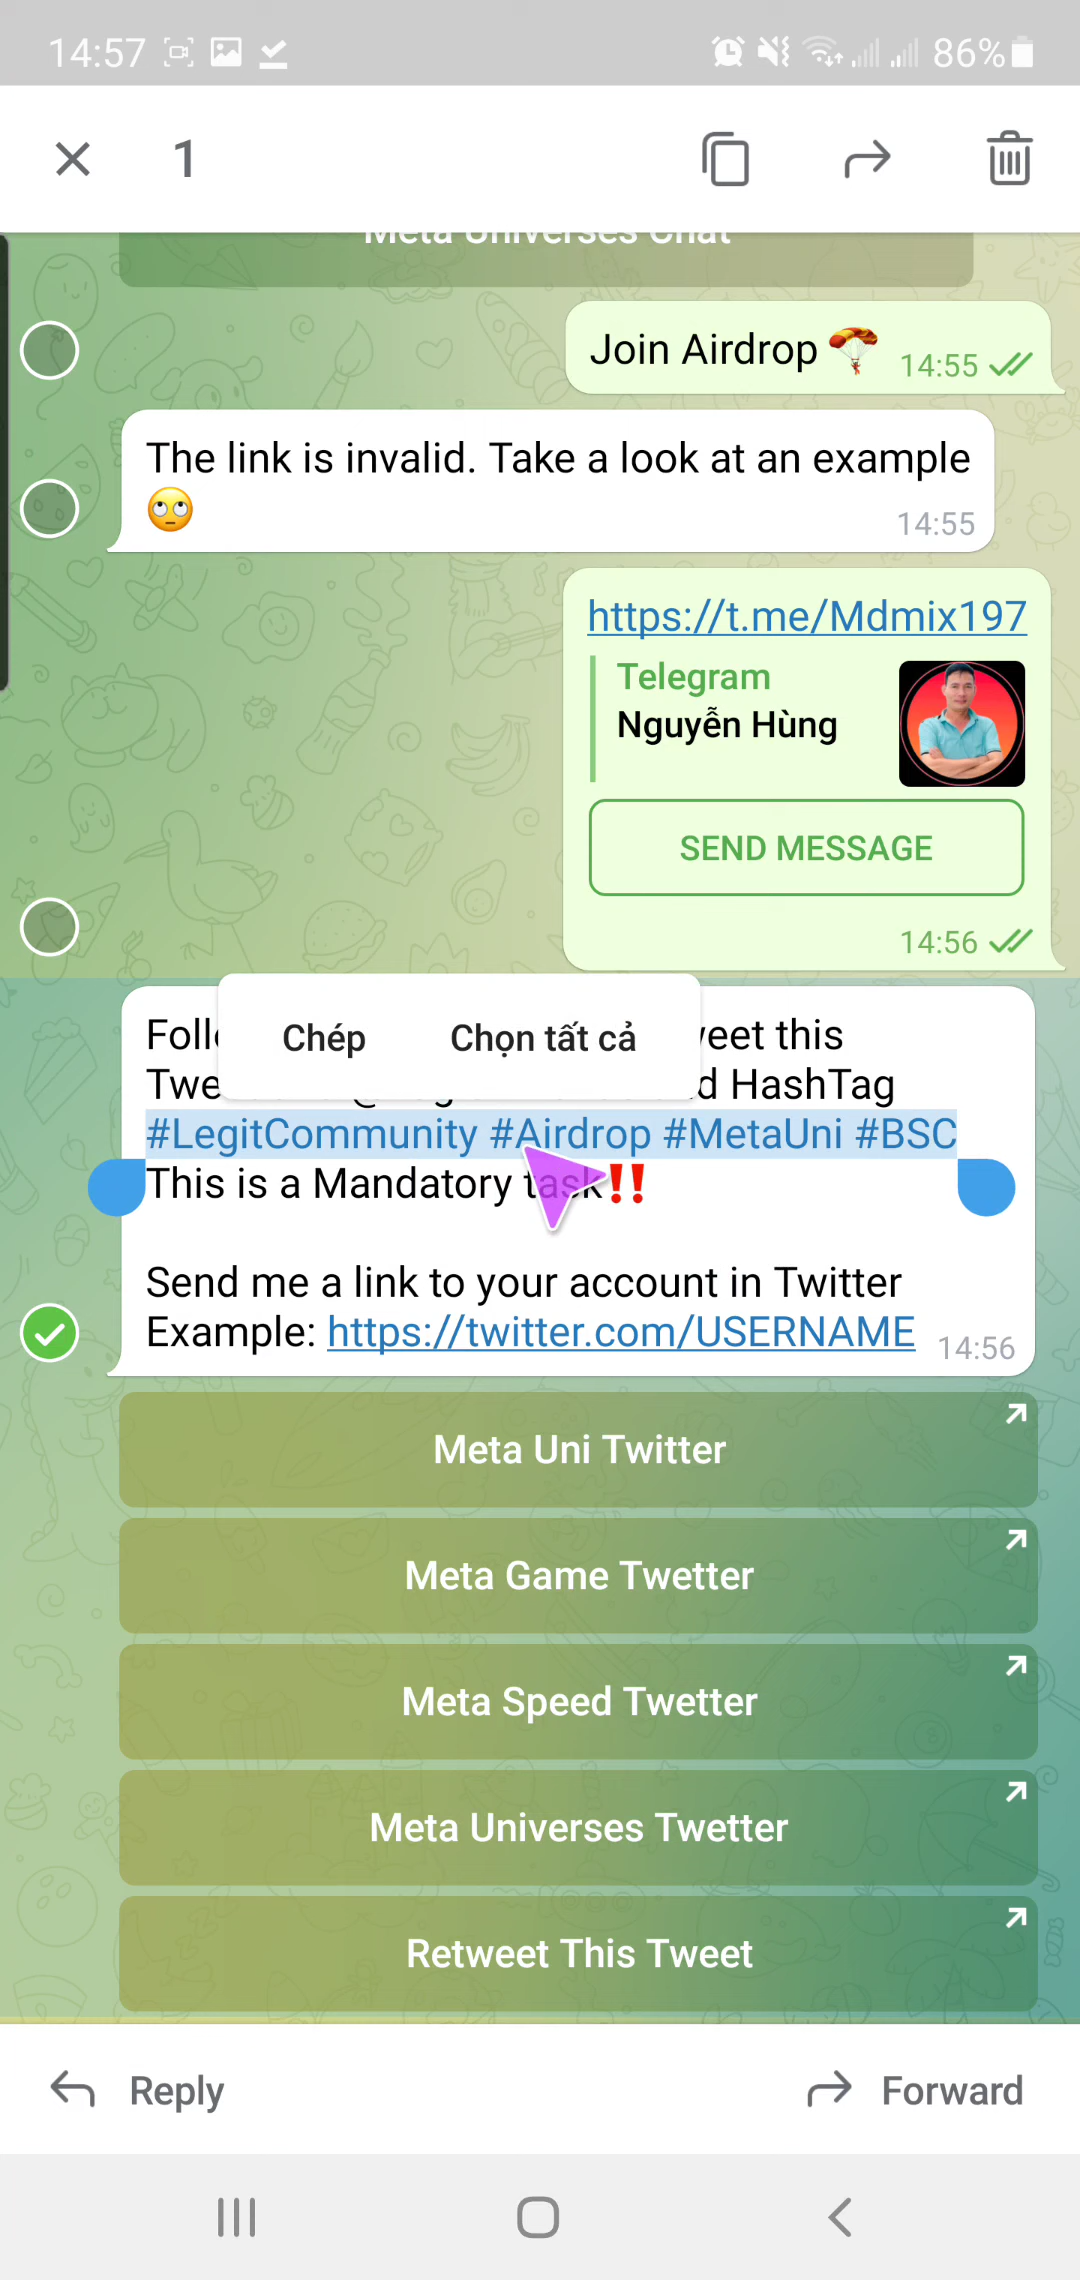 14:57
86%
1
Meta Universes Chat
Join Airdrop
14:55
The link is invalid. Take a look at an example
14:55
https://t.me/Mdmix197
Telegram
Nguyễn Hùng
SEND MESSAGE
14:56
Chép
Chọn tất cả
eet this
Twe
d HashTag
#LegitCommunity #Airdrop #MetaUni #BSC
This is a Mandatory task‼️
Send me a link to your account in Twitter
Example: https://twitter.com/USERNAME
14:56
Meta Uni Twitter
Meta Game Twetter
Meta Speed Twetter
Meta Universes Twetter
Retweet This Tweet
Reply
Forward